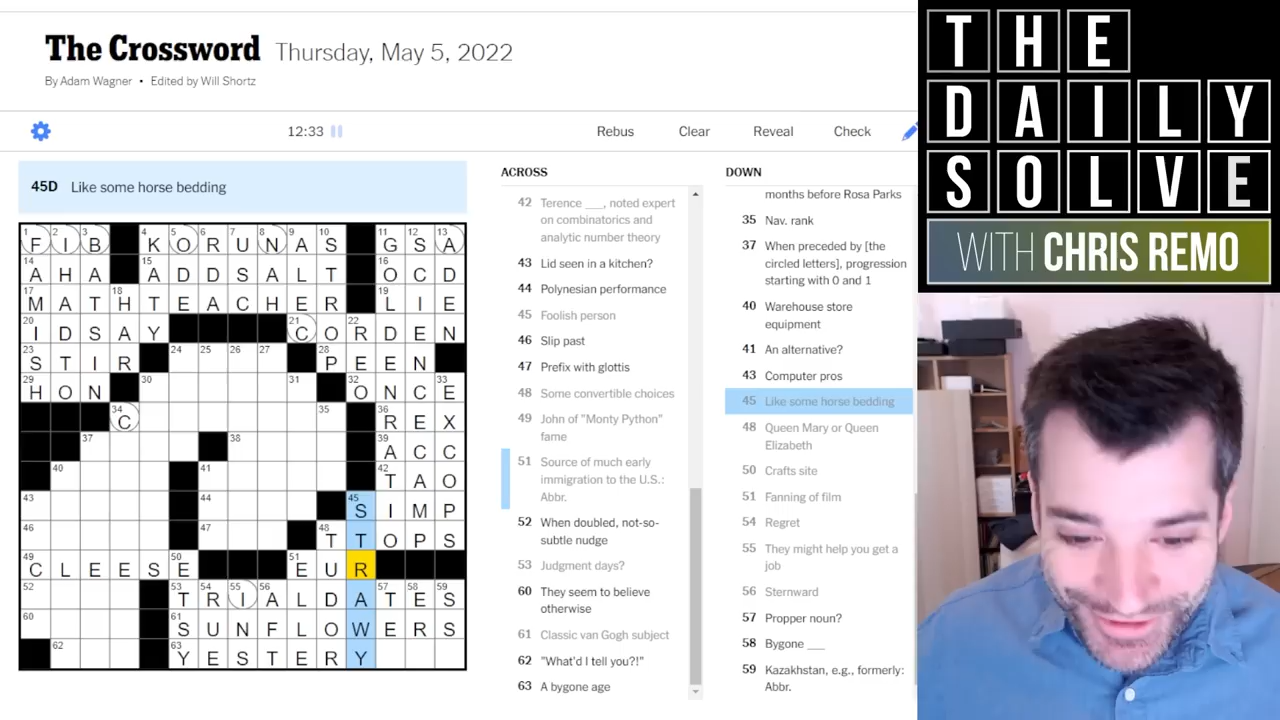 The Crossword Thursday, May 5, 2022
By Adam Wagner • Edited by Will Shortz
12:33
Rebus Clear Reveal Check
45D Like some horse bedding
F I B K O R U N A S G S A
A H A A D D S A L T O C D
M A T H T E A C H E R L I E
I D S A Y C O R D E N
S T I R P E E N
H O N O N C E
C R E X
A C C
T A O
S I M P
T T O P S
C L E E S E E U R
T R I A L D A T E S
S U N F L O W E R S
Y E S T E R Y
ACROSS
42 Terence ___, noted expert
on combinatorics and
analytic number theory
43 Lid seen in a kitchen?
44 Polynesian performance
45 Foolish person
46 Slip past
47 Prefix with glottis
48 Some convertible choices
49 John of "Monty Python"
fame
51 Source of much early
immigration to the U.S.:
Abbr.
52 When doubled, not-so-
subtle nudge
53 Judgment days?
60 They seem to believe
otherwise
61 Classic van Gogh subject
62 "What'd I tell you?!"
63 A bygone age
DOWN
months before Rosa Parks
35 Nav. rank
37 When preceded by [the
circled letters], progression
starting with 0 and 1
40 Warehouse store
equipment
41 An alternative?
43 Computer pros
45 Like some horse bedding
48 Queen Mary or Queen
Elizabeth
50 Crafts site
51 Fanning of film
54 Regret
55 They might help you get a
job
56 Sternward
57 Propper noun?
58 Bygone ___
59 Kazakhstan, e.g., formerly:
Abbr.
THE
DAILY
SOLVE
WITH CHRIS REMO